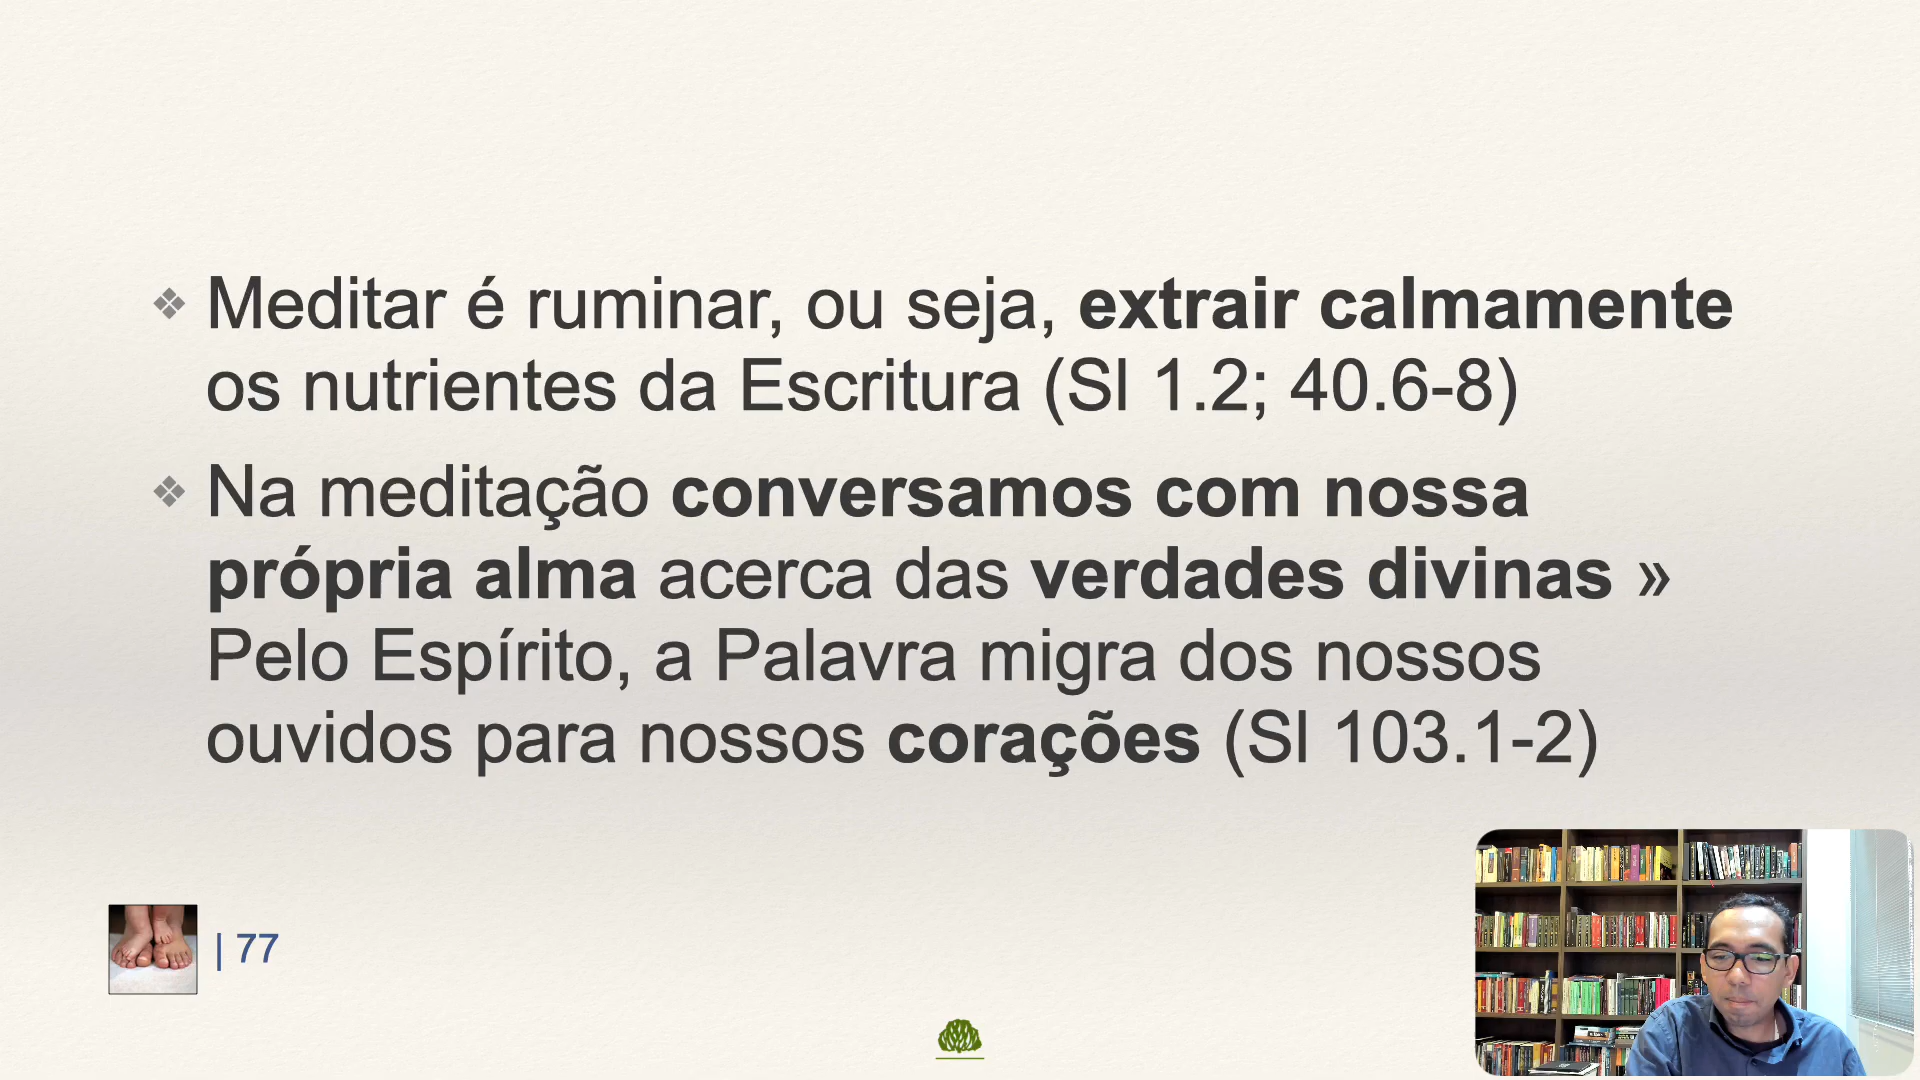 ❖ Meditar é ruminar, ou seja, extrair calmamente
os nutrientes da Escritura (Sl 1.2; 40.6-8)
❖ Na meditação conversamos com nossa
própria alma acerca das verdades divinas »
Pelo Espírito, a Palavra migra dos nossos
ouvidos para nossos corações (Sl 103.1-2)
| 77